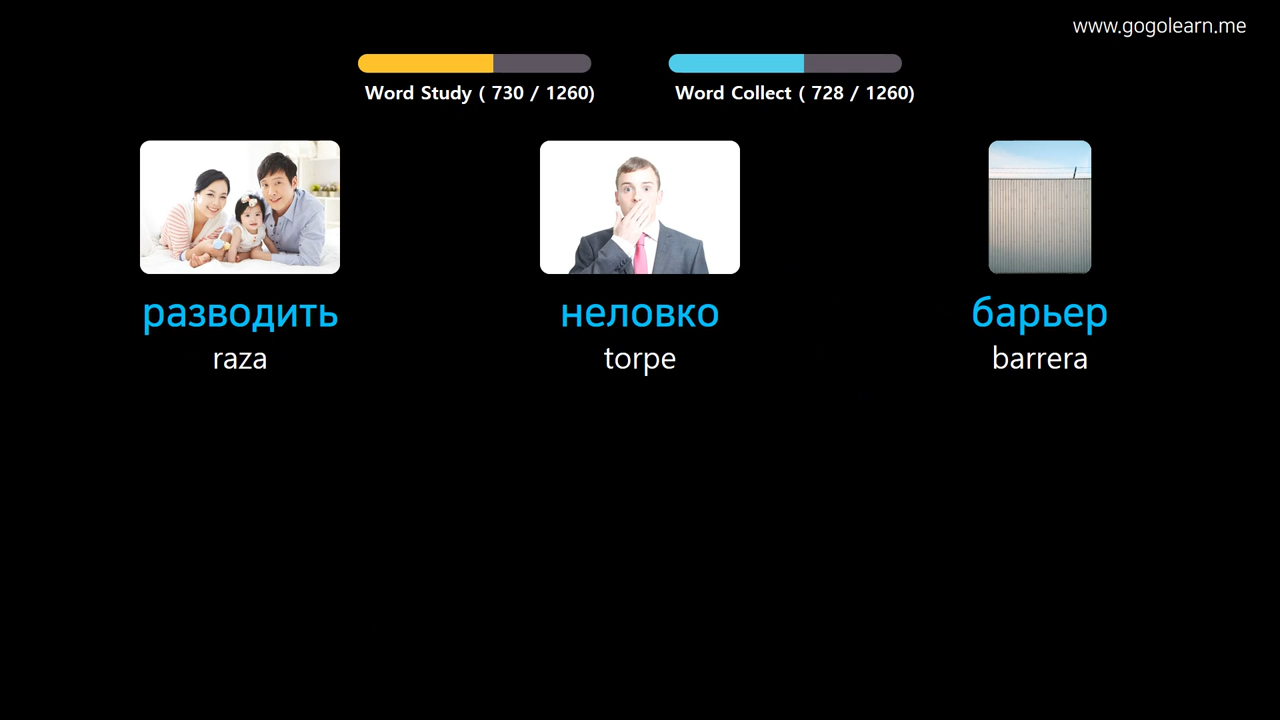 www.gogolearn.me
Word Study ( 730 / 1260)
Word Collect ( 728 / 1260)
разводить
неловко
барьер
raza
torpe
barrera